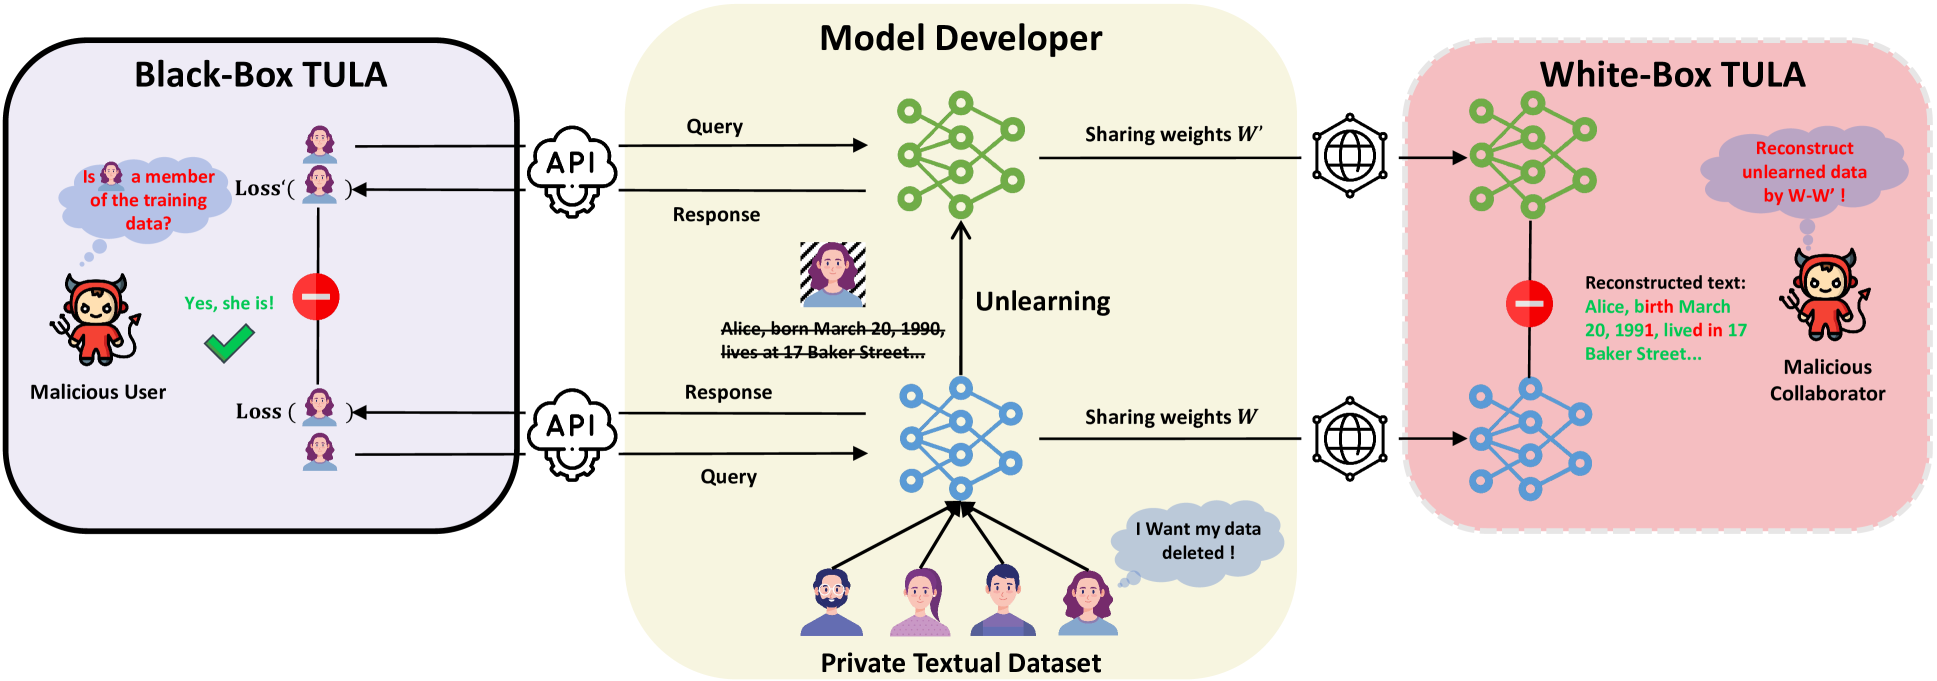 Black-Box TULA
Is a member
of the training
data?
Loss‘( )
Yes, she is!
Malicious User
Loss ( )
API
API
Model Developer
Query
Response
Sharing weights W’
Unlearning
Alice, born March 20, 1990,
lives at 17 Baker Street...
Response
Query
Sharing weights W
I Want my data
deleted !
Private Textual Dataset
White-Box TULA
Reconstruct
unlearned data
by W-W’ !
Reconstructed text:
Alice, birth March
20, 1991, lived in 17
Baker Street...
Malicious
Collaborator